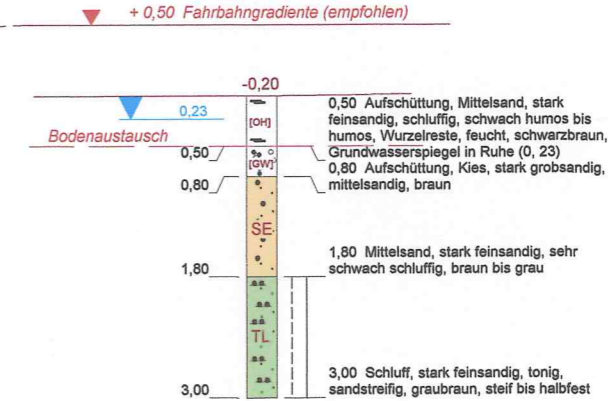 + 0,50 Fahrbahngradiente (empfohlen)
-0,20
0,23
[OH]
0,50 Aufschüttung, Mittelsand, stark
feinsandig, schluffig, schwach humos bis
humos, Wurzelreste, feucht, schwarzbraun,
Grundwasserspiegel in Ruhe (0, 23)
Bodenaustausch
0,50
[GW]
0,80 Aufschüttung, Kies, stark grobsandig,
mittelsandig, braun
0,80
SE
1,80 Mittelsand, stark feinsandig, sehr
schwach schluffig, braun bis grau
1,80
TL
3,00 Schluff, stark feinsandig, tonig,
sandstreifig, graubraun, steif bis halbfest
3,00